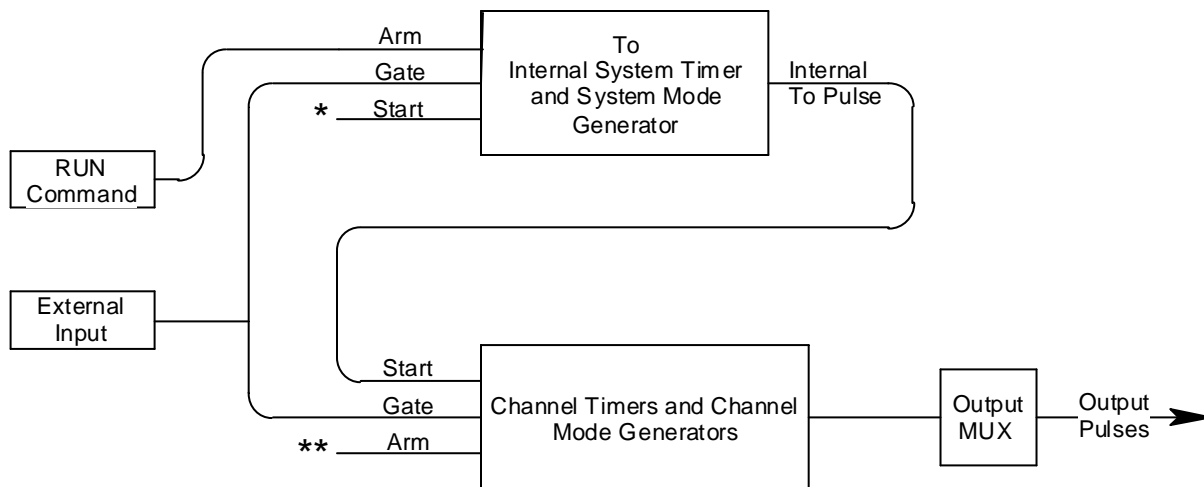 Arm
Gate
* Start
To
Internal System Timer
and System Mode
Generator
Internal
To Pulse
RUN
Command
External
Input
Start
Gate
** Arm
Channel Timers and Channel
Mode Generators
Output
MUX
Output
Pulses